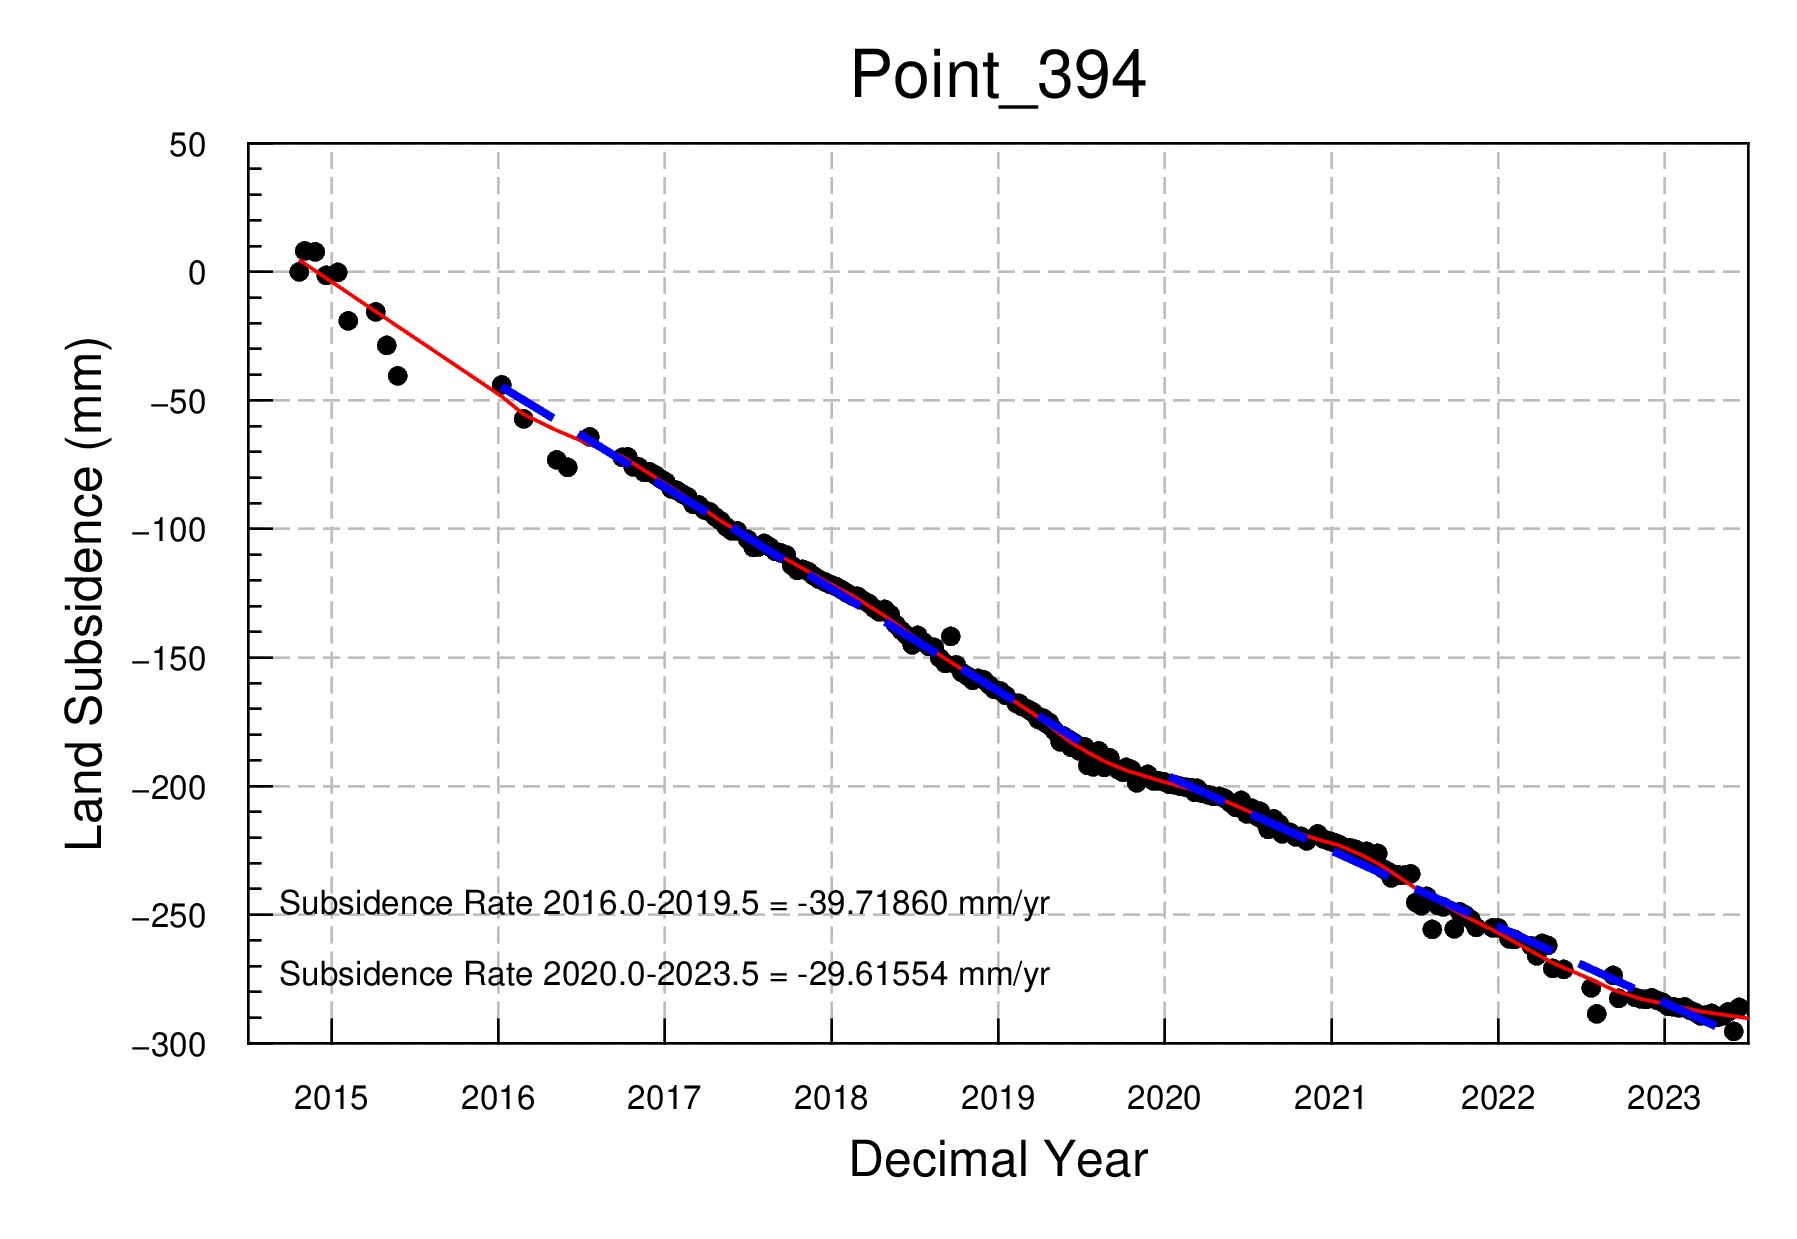 Point_394
50
0
−50
−100
−150
−200
−250
−300
Land Subsidence (mm)
Subsidence Rate 2016.0-2019.5 = -39.71860 mm/yr
Subsidence Rate 2020.0-2023.5 = -29.61554 mm/yr
2015 2016 2017 2018 2019 2020 2021 2022 2023
Decimal Year